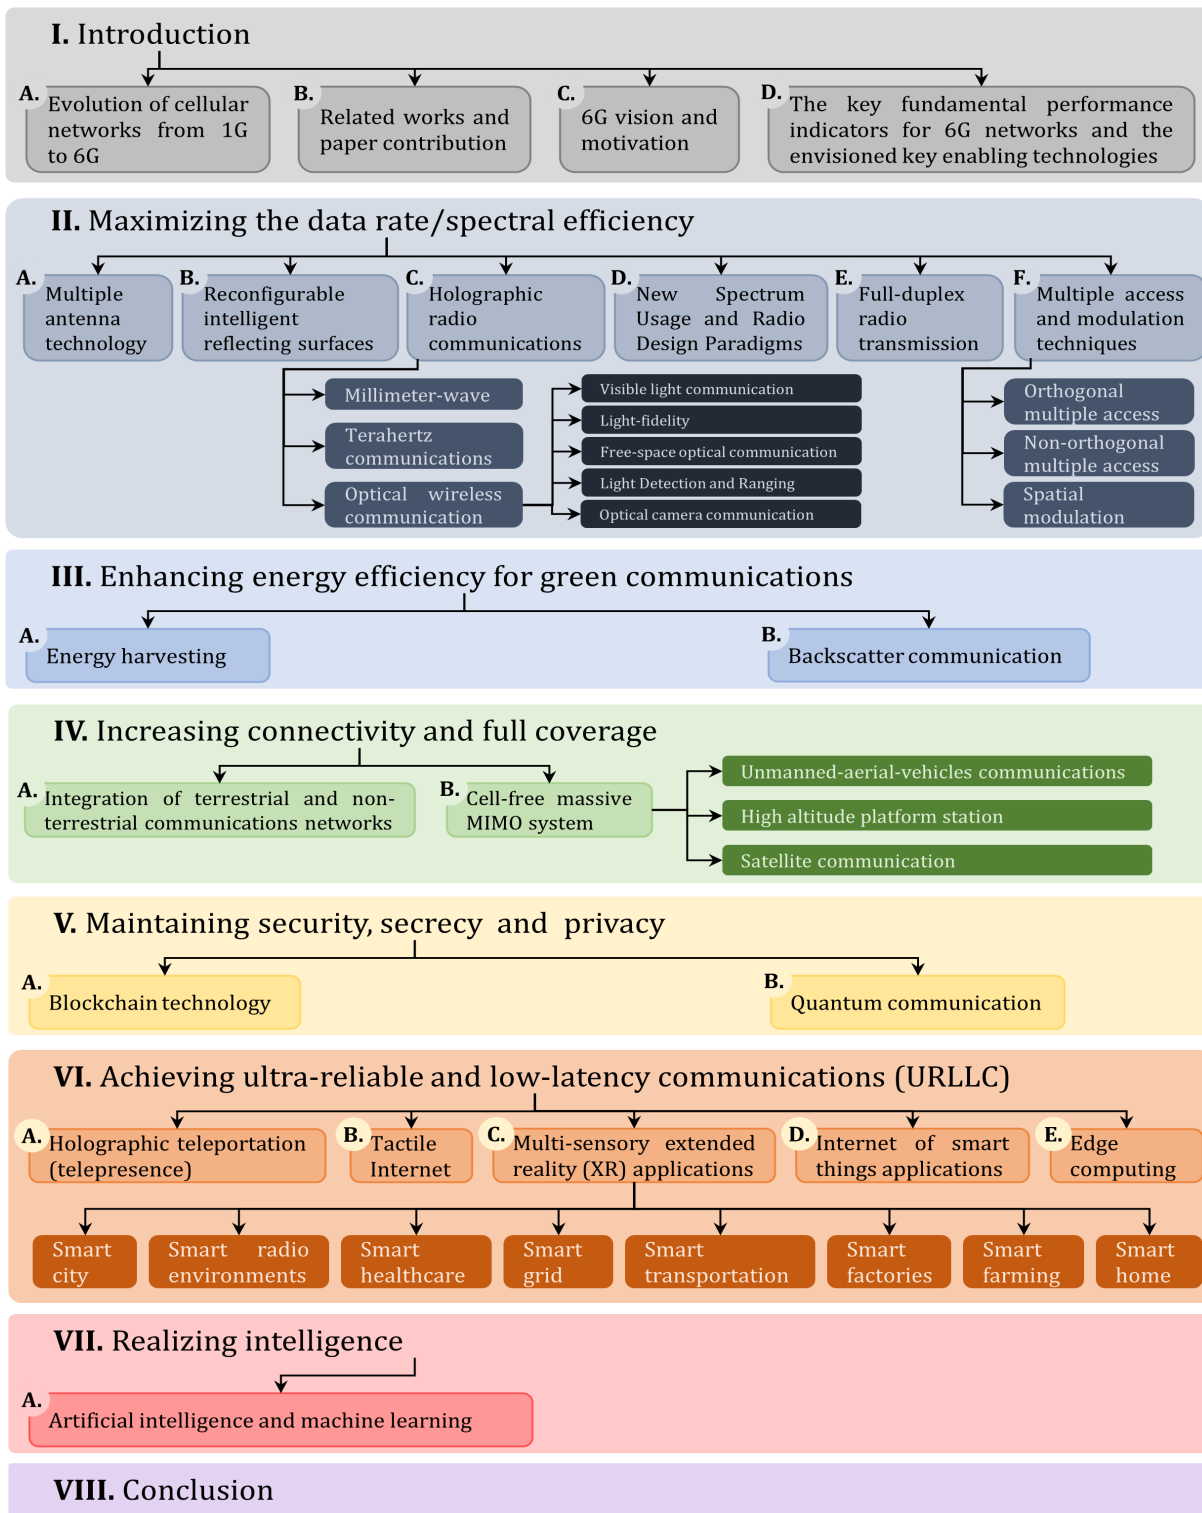 I. Introduction
A.
Evolution of cellular
networks from 1G
to 6G
B.
Related works and
paper contribution
C.
6G vision and
motivation
D.
The key fundamental performance
indicators for 6G networks and the
envisioned key enabling technologies
II. Maximizing the data rate/spectral efficiency
A.
Multiple
antenna
technology
B.
Reconfigurable
intelligent
reflecting surfaces
C.
Holographic
radio
communications
D.
New Spectrum
Usage and Radio
Design Paradigms
E.
Full-duplex
radio
transmission
F.
Multiple access
and modulation
techniques
Millimeter-wave
Terahertz
communications
Optical wireless
communication
Visible light communication
Light-fidelity
Free-space optical communication
Light Detection and Ranging
Optical camera communication
Orthogonal
multiple access
Non-orthogonal
multiple access
Spatial
modulation
III. Enhancing energy efficiency for green communications
A.
Energy harvesting
B.
Backscatter communication
IV. Increasing connectivity and full coverage
A.
Integration of terrestrial and non-
terrestrial communications networks
B.
Cell-free massive
MIMO system
Unmanned-aerial-vehicles communications
High altitude platform station
Satellite communication
V. Maintaining security, secrecy and privacy
A.
Blockchain technology
B.
Quantum communication
VI. Achieving ultra-reliable and low-latency communications (URLLC)
A.
Holographic teleportation
(telepresence)
B.
Tactile
Internet
C.
Multi-sensory extended
reality (XR) applications
D.
Internet of smart
things applications
E.
Edge
computing
Smart
city
Smart radio
environments
Smart
healthcare
Smart
grid
Smart
transportation
Smart
factories
Smart
farming
Smart
home
VII. Realizing intelligence
A.
Artificial intelligence and machine learning
VIII. Conclusion